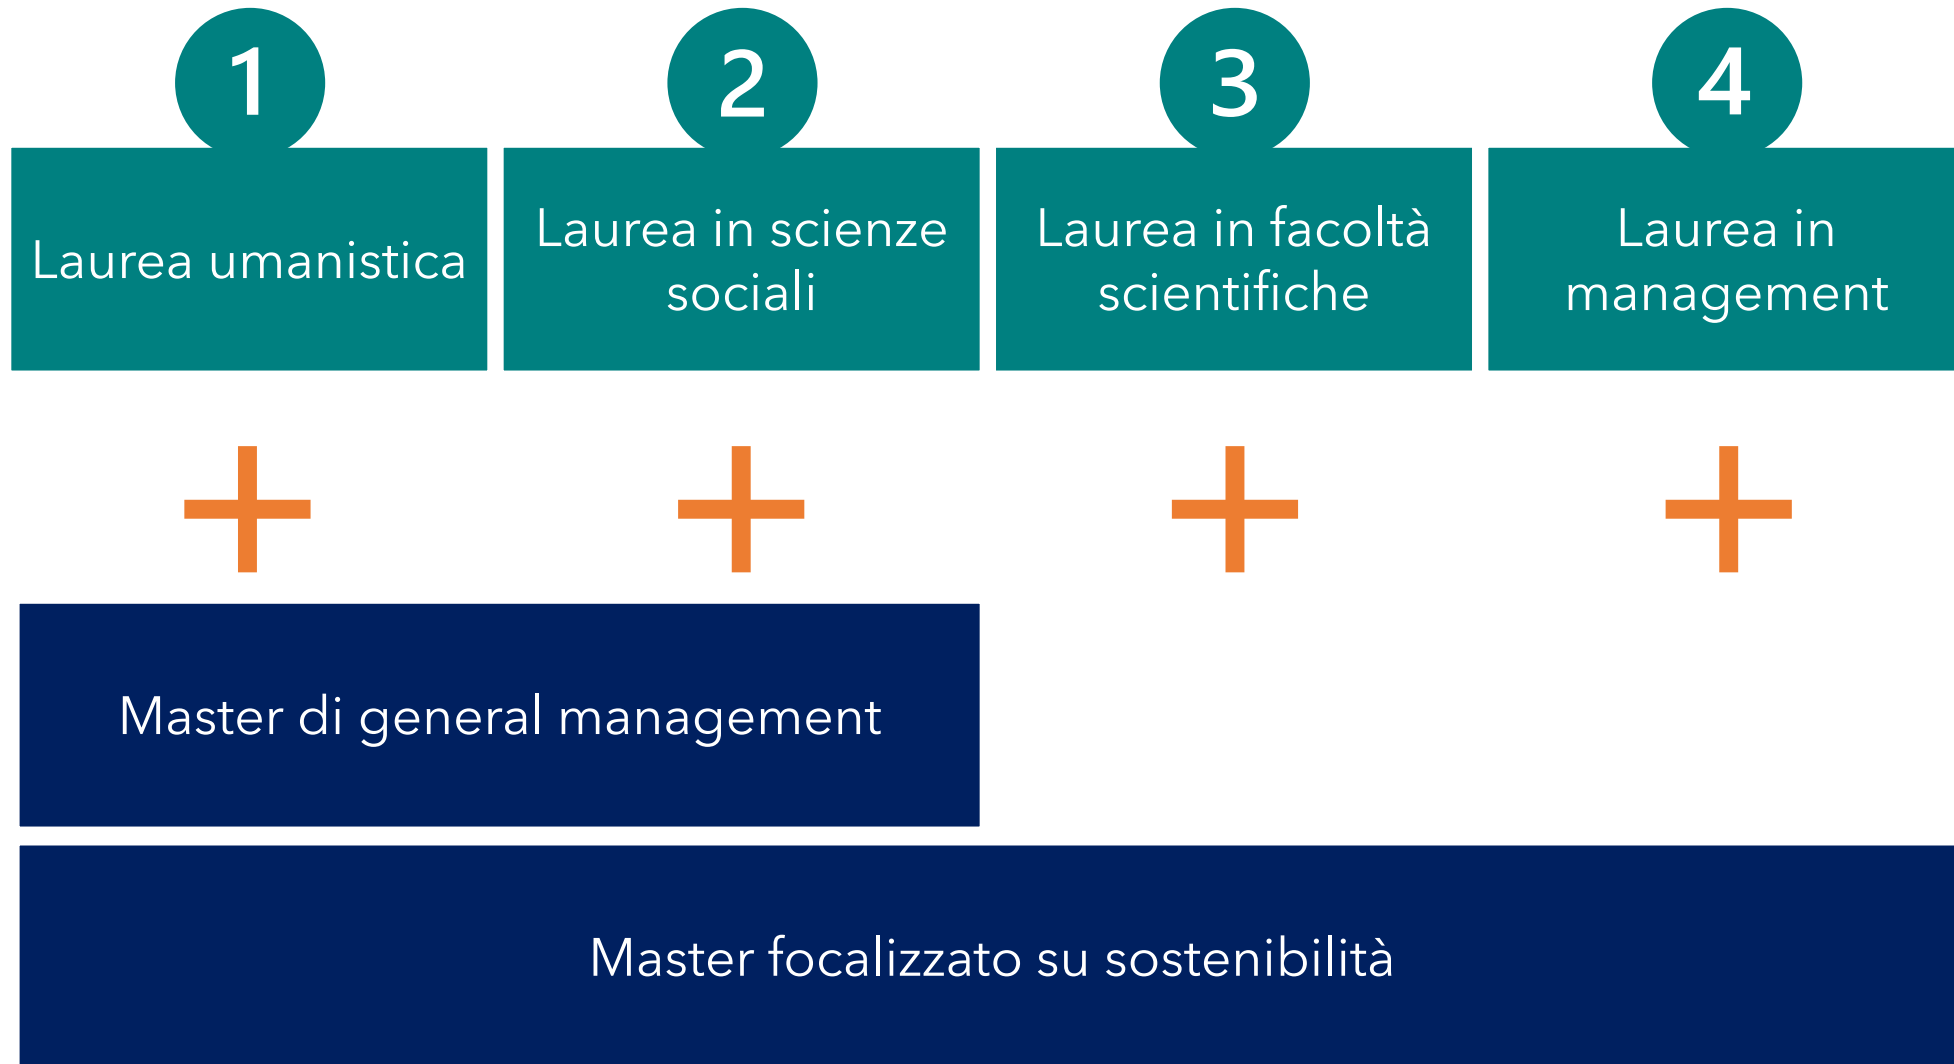 1
2
3
4
Laurea umanistica
Laurea in scienze
sociali
Laurea in facoltà
scientifiche
Laurea in
management
Master di general management
Master focalizzato su sostenibilità